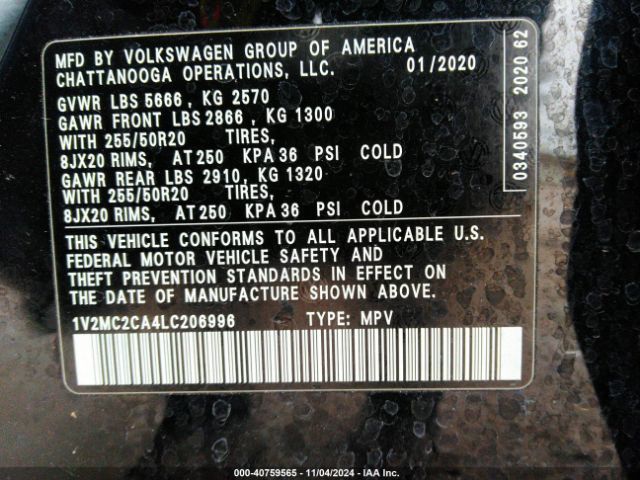 MFD BY VOLKSWAGEN GROUP OF AMERICA
CHATTANOOGA OPERATIONS, LLC. 01/2020
GVWR LBS 5666 , KG 2570
GAWR FRONT LBS 2866 , KG 1300
WITH 255/50R20 TIRES,
8JX20 RIMS, AT 250 KPA 36 PSI COLD
GAWR REAR LBS 2910, KG 1320
WITH 255/50R20 TIRES,
8JX20 RIMS, AT 250 KPA 36 PSI COLD
THIS VEHICLE CONFORMS TO ALL APPLICABLE U.S.
FEDERAL MOTOR VEHICLE SAFETY AND
THEFT PREVENTION STANDARDS IN EFFECT ON
THE DATE OF MANUFACTURE SHOWN ABOVE.
1V2MC2CA4LC206996 TYPE: MPV
0340593 2020 62
000-40759565 - 11/04/2024 - IAA Inc.